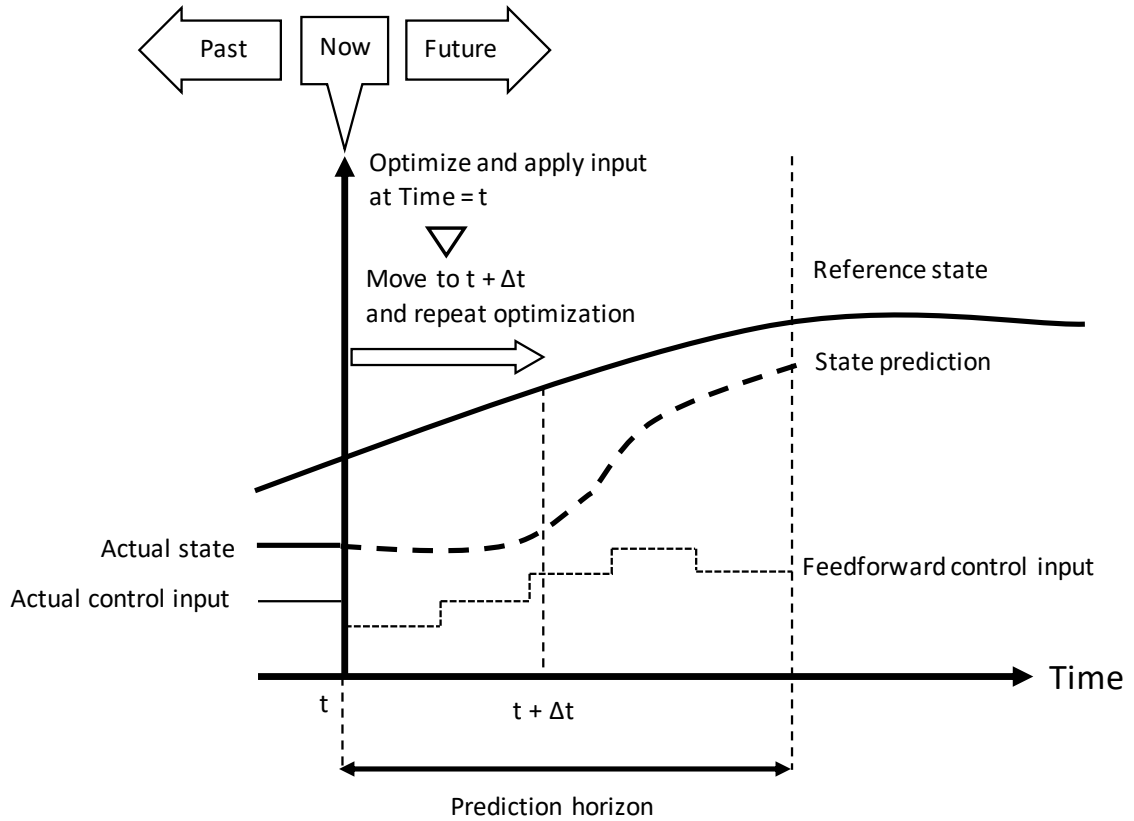 Past
Now
Future
Optimize and apply input
at Time = t
Move to t + Δt
and repeat optimization
Reference state
State prediction
Actual state
Feedforward control input
Actual control input
Time
t
t + Δt
Prediction horizon